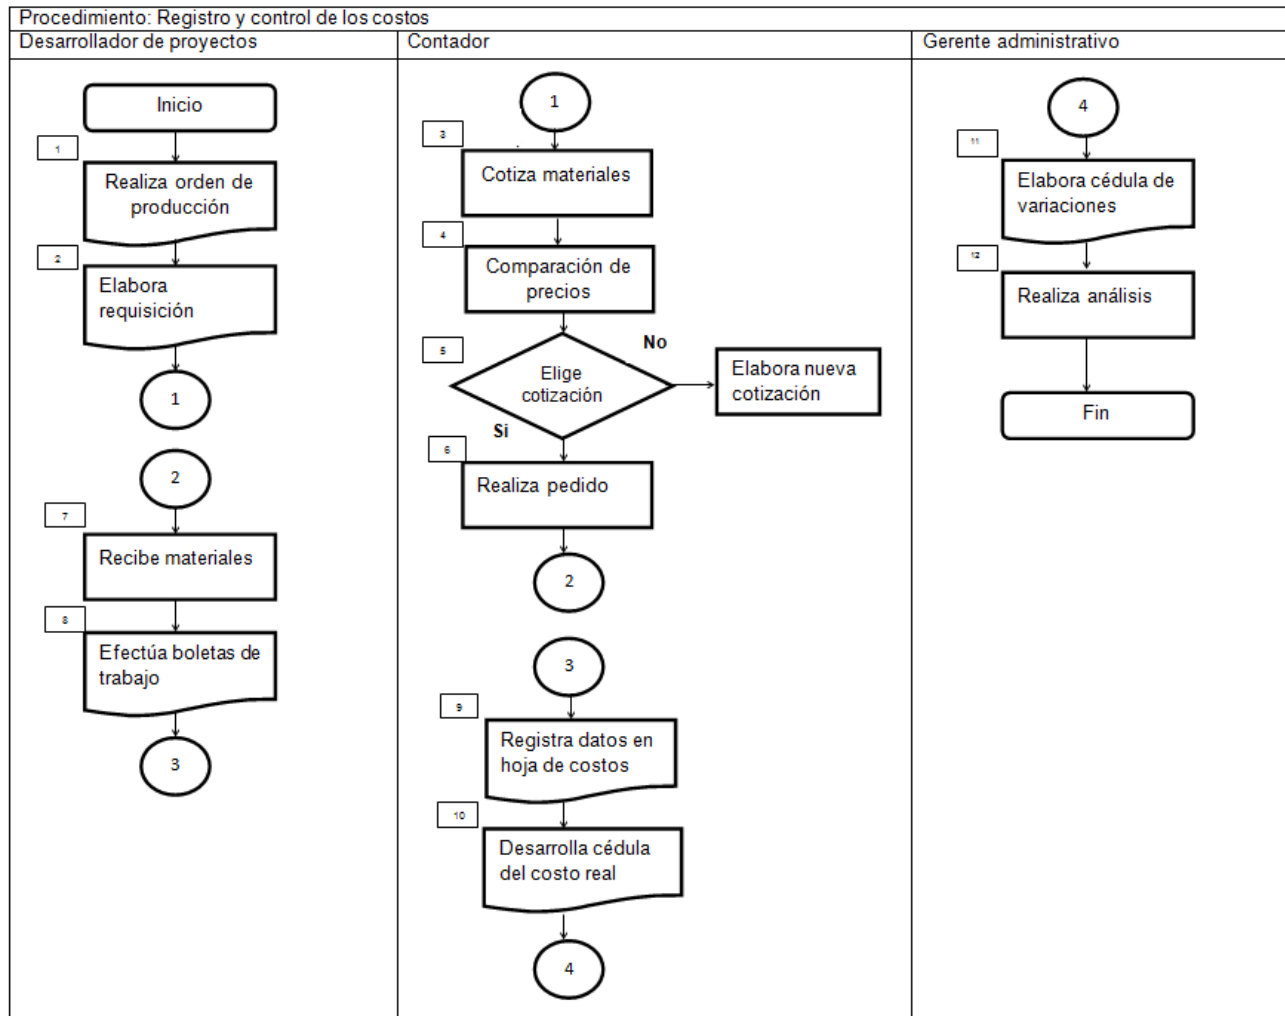 Procedimiento: Registro y control de los costos
Desarrollador de proyectos
Inicio
1
Realiza orden de
producción
2
Elabora
requisición
1
2
7
Recibe materiales
8
Efectúa boletas de
trabajo
3
Contador
1
3
Cotiza materiales
4
Comparación de
precios
5
Elige
cotización
No
Elabora nueva
cotización
Si
6
Realiza pedido
2
3
9
Registra datos en
hoja de costos
10
Desarrolla cédula
del costo real
4
Gerente administrativo
4
11
Elabora cédula de
variaciones
12
Realiza análisis
Fin